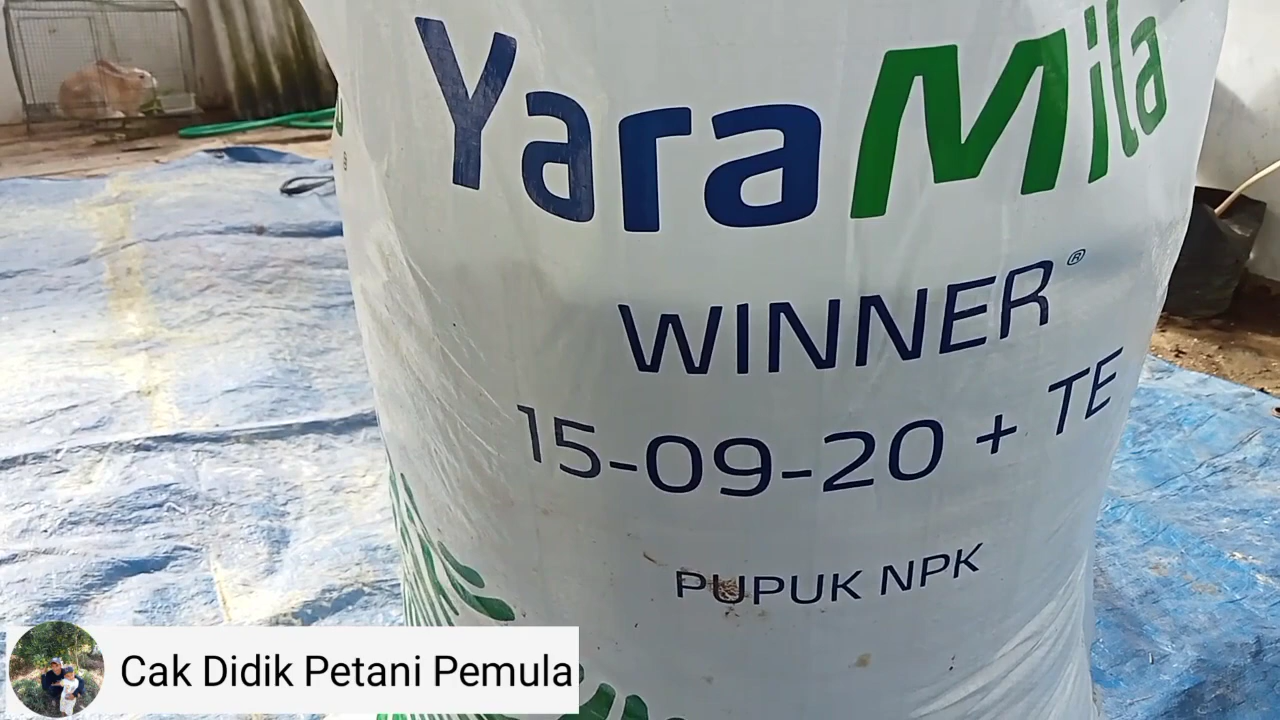 YaraMila
WINNER®
15-09-20 + TE
PUPUK NPK
Cak Didik Petani Pemula